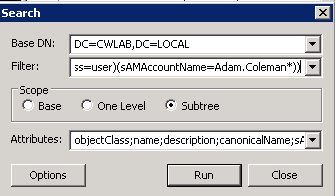 Search
Base DN: DC=CWLAB,DC=LOCAL
Filter: ss=user)(sAMAccountName=Adam.Coleman*))
Scope
Base One Level Subtree
Attributes: objectClass;name;description;canonicalName;sA
Options Run Close